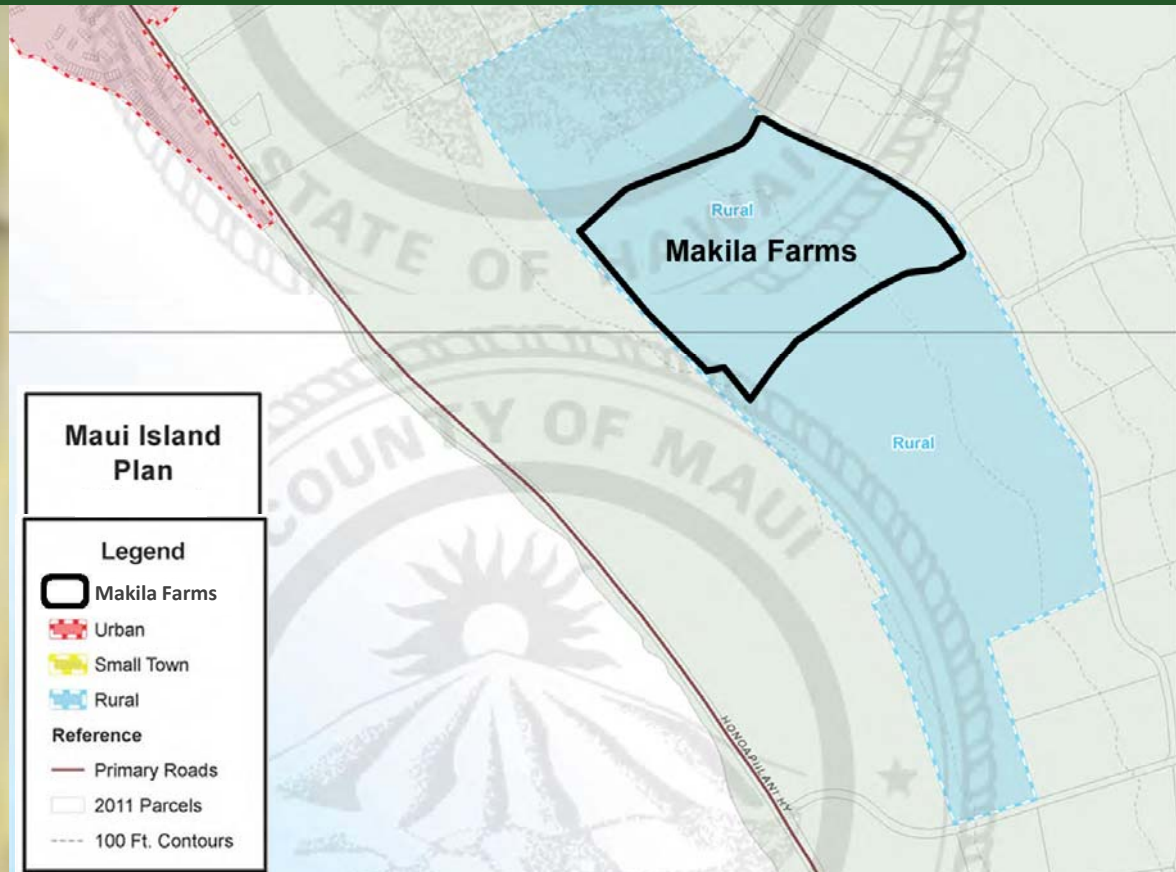 STATE OF HAWAII
Rural
Makila Farms
COUNTY OF MAUI
Rural
HONOAPIILANI HY
Maui Island
Plan
Legend
Makila Farms
Urban
Small Town
Rural
Reference
Primary Roads
2011 Parcels
100 Ft. Contours